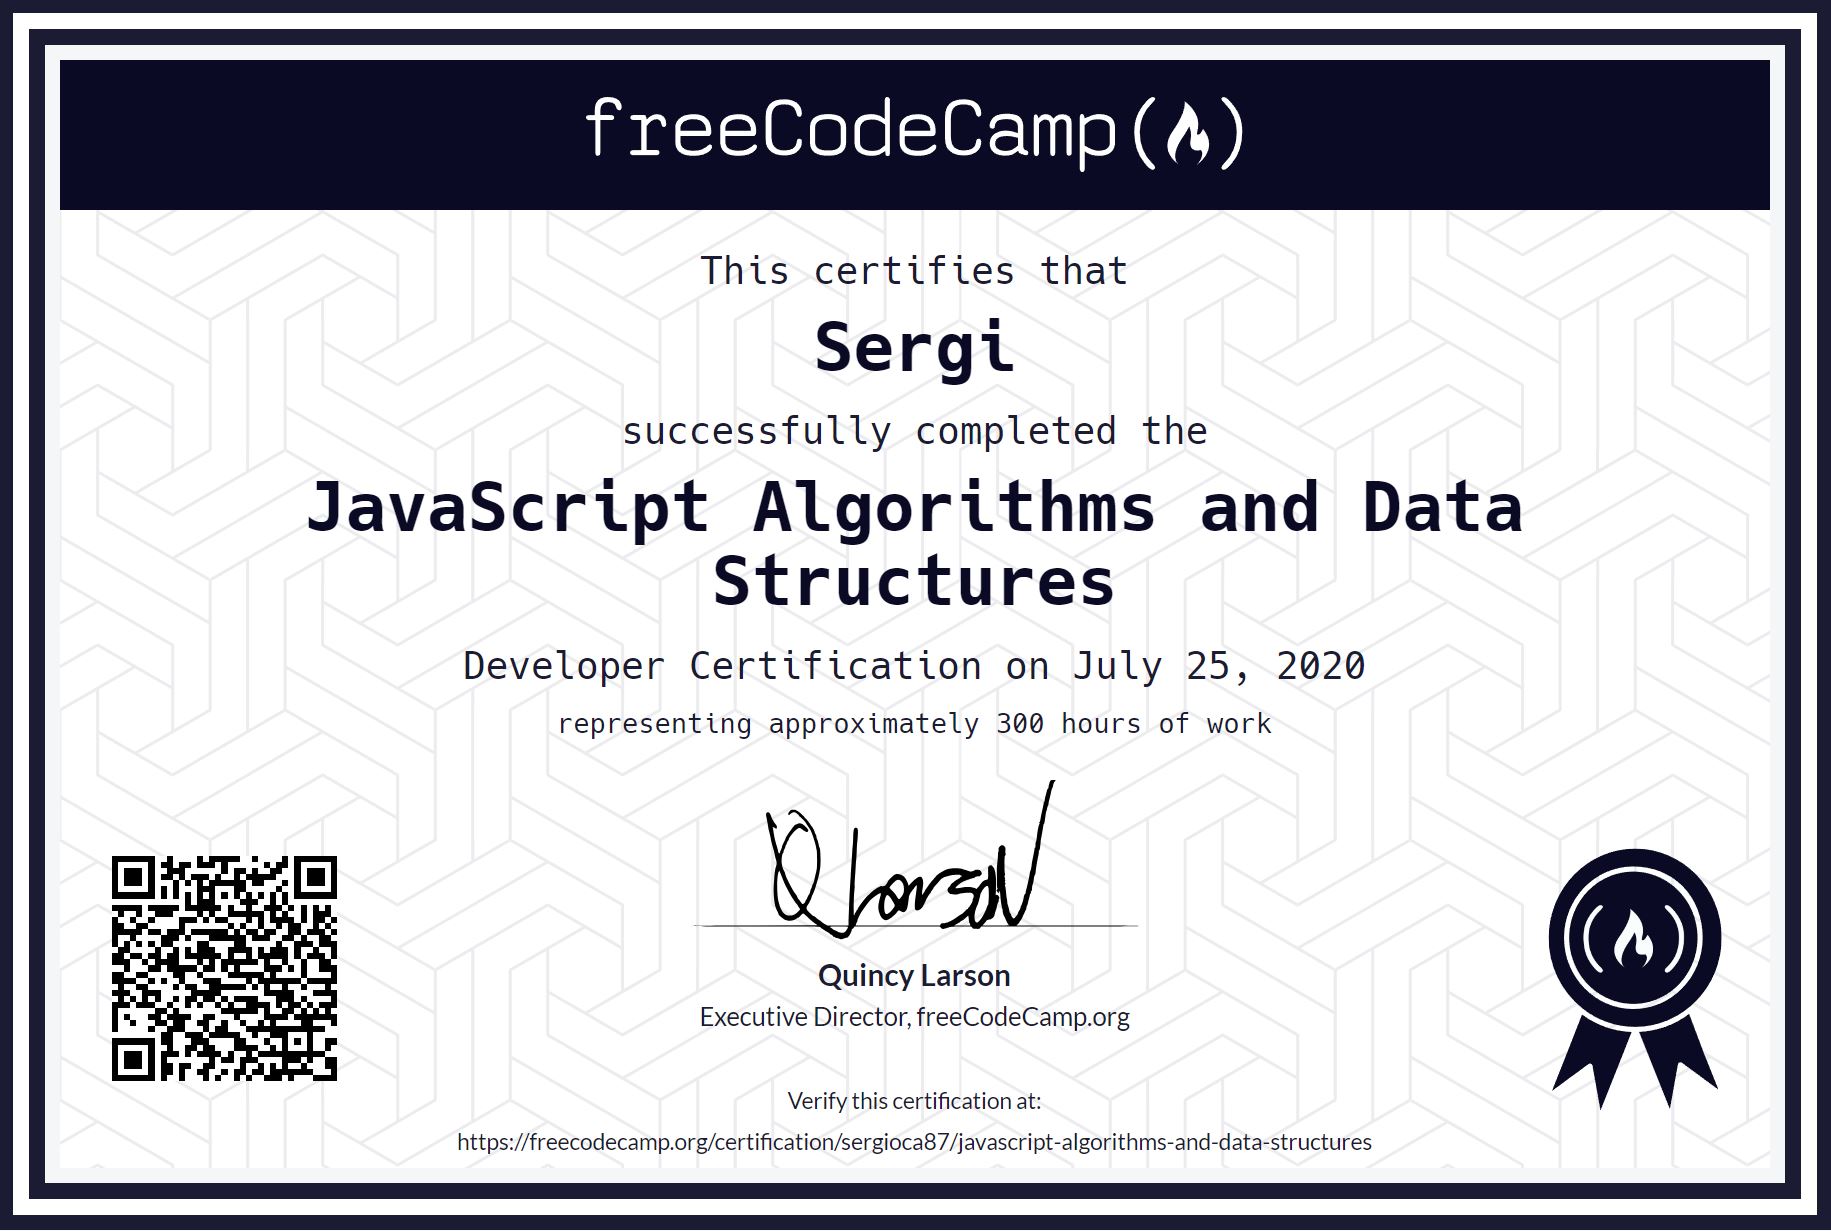 freeCodeCamp
This certifies that
Sergi
successfully completed the
JavaScript Algorithms and Data
Structures
Developer Certification on July 25, 2020
representing approximately 300 hours of work
Q Larson
Quincy Larson
Executive Director, freeCodeCamp.org
Verify this certification at:
https://freecodecamp.org/certification/sergioca87/javascript-algorithms-and-data-structures